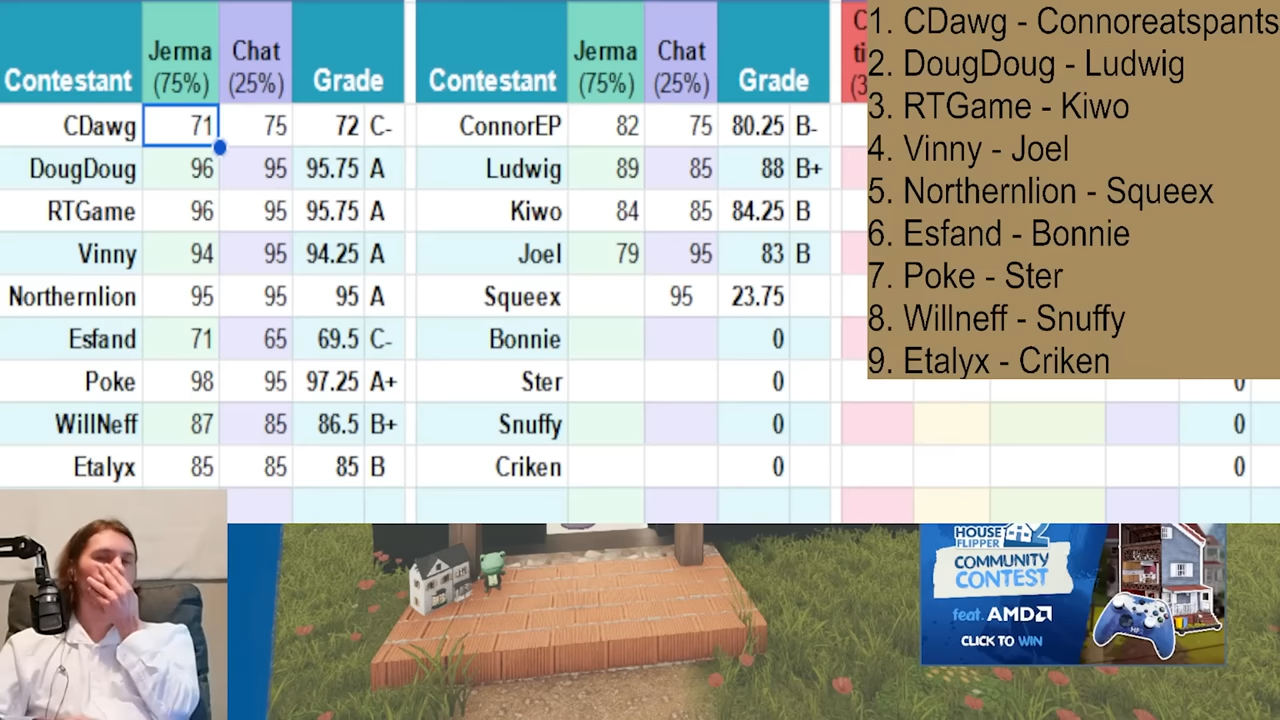 Contestant Jerma (75%) Chat (25%) Grade Contestant Jerma (75%) Chat (25%) Grade
CDawg 71 75 72 C- ConnorEP 82 75 80.25 B-
DougDoug 96 95 95.75 A Ludwig 89 85 88 B+
RTGame 96 95 95.75 A Kiwo 84 85 84.25 B
Vinny 94 95 94.25 A Joel 79 95 83 B
Northernlion 95 95 95 A Squeex 95 23.75
Esfand 71 65 69.5 C- Bonnie 0
Poke 98 95 97.25 A+ Ster 0 0
WillNeff 87 85 86.5 B+ Snuffy 0 0
Etalyx 85 85 85 B Criken 0 0
1. CDawg - Connoreatspants
2. DougDoug - Ludwig
3. RTGame - Kiwo
4. Vinny - Joel
5. Northernlion - Squeex
6. Esfand - Bonnie
7. Poke - Ster
8. Willneff - Snuffy
9. Etalyx - Criken
HOUSE
FLIPPER 2
COMMUNITY
CONTEST
feat. AMD
CLICK TO WIN